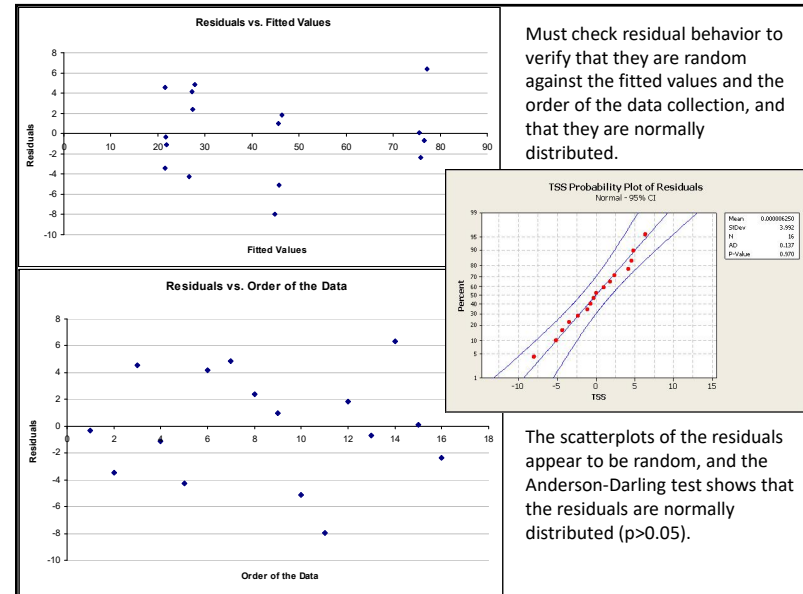 Residuals vs. Fitted Values
8
6
4
2
0
-2
-4
-6
-8
-10
0 10 20 30 40 50 60 70 80 90
Residuals
Fitted Values
Must check residual behavior to
verify that they are random
against the fitted values and the
order of the data collection, and
that they are normally
distributed.
TSS Probability Plot of Residuals
Normal - 95% CI
99
95
90
80
70
60
50
40
30
20
10
5
1
Percent
-10 -5 0 5 10 15
TSS
Mean 0.000006250
StDev 3.992
N 16
AD 0.137
P-Value 0.970
Residuals vs. Order of the Data
8
6
4
2
0
-2
-4
-6
-8
-10
0 2 4 6 8 10 12 14 16 18
Residuals
Order of the Data
The scatterplots of the residuals
appear to be random, and the
Anderson-Darling test shows that
the residuals are normally
distributed (p>0.05).